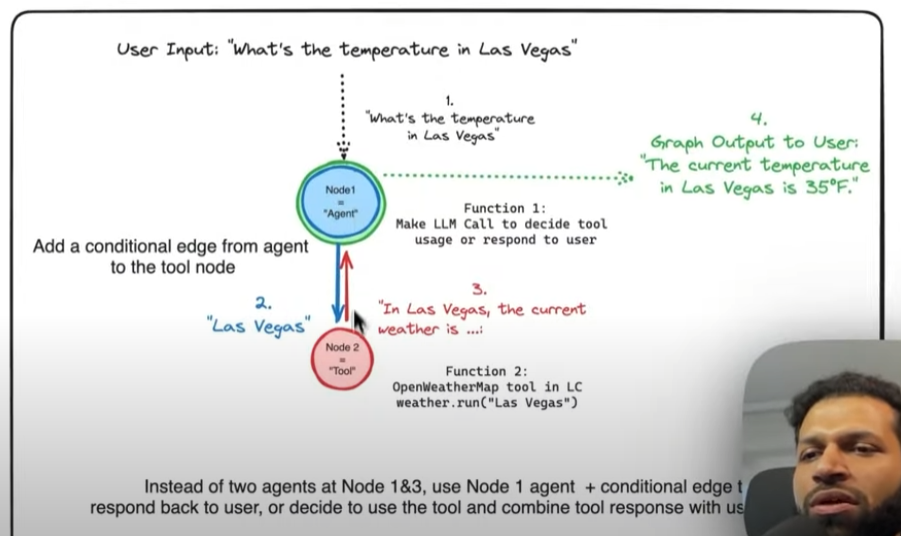 User Input: "What's the temperature in Las Vegas"
1.
"What's the temperature
in Las Vegas"
4.
Graph Output to User:
"The current temperature
in Las Vegas is 35°F."
Node1
=
"Agent"
Function 1:
Make LLM Call to decide tool
usage or respond to user
Add a conditional edge from agent
to the tool node
2.
"Las Vegas"
3.
"In Las Vegas, the current
weather is ...:
Node 2
=
"Tool"
Function 2:
OpenWeatherMap tool in LC
weather.run("Las Vegas")
Instead of two agents at Node 1&3, use Node 1 agent + conditional edge t
respond back to user, or decide to use the tool and combine tool response with us